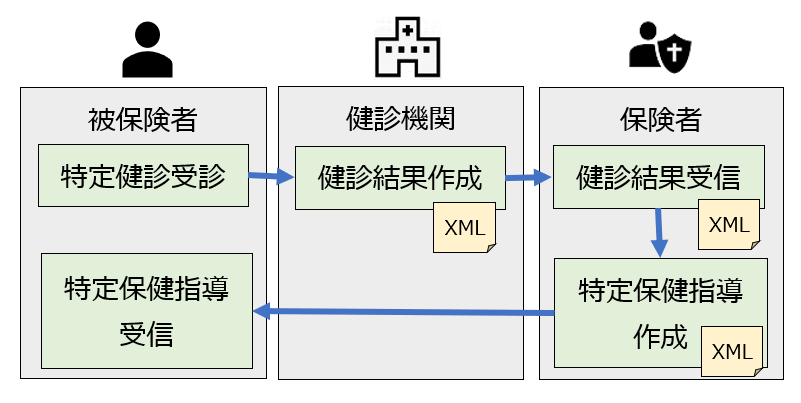 被保険者
特定健診受診
特定保健指導
受信
健診機関
健診結果作成
XML
保険者
健診結果受信
XML
特定保健指導
作成
XML